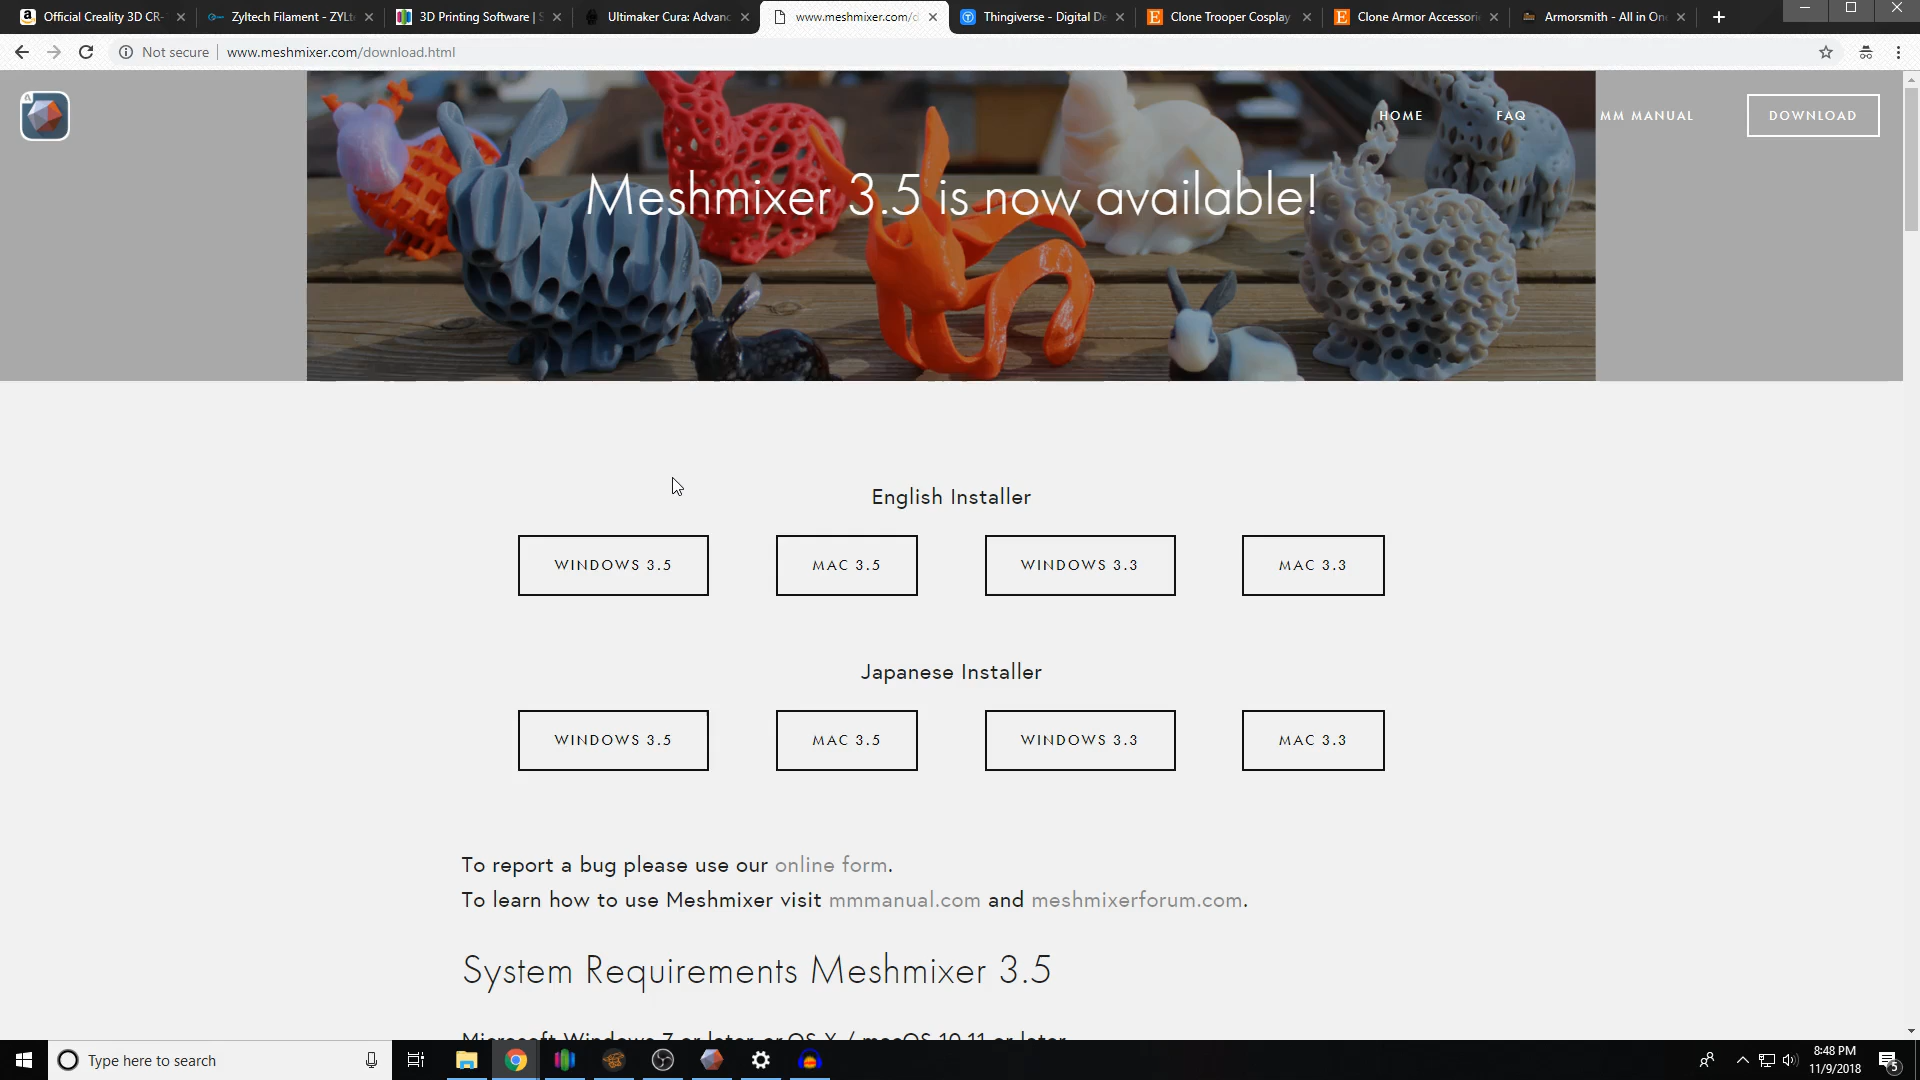 Official Creality 3D CR-
Zyltech Filament - ZYLt
3D Printing Software | S
Ultimaker Cura: Advanc
www.meshmixer.com/d
Thingiverse - Digital De
Clone Trooper Cosplay
Clone Armor Accessori
Armorsmith - All in One
Not secure
www.meshmixer.com/download.html
HOME
FAQ
MM MANUAL
DOWNLOAD
Meshmixer 3.5 is now available!
English Installer
WINDOWS 3.5
MAC 3.5
WINDOWS 3.3
MAC 3.3
Japanese Installer
WINDOWS 3.5
MAC 3.5
WINDOWS 3.3
MAC 3.3
To report a bug please use our online form.
To learn how to use Meshmixer visit mmmanual.com and meshmixerforum.com.
System Requirements Meshmixer 3.5
Microsoft Windows 7 or later or OS X / macOS 10.11 or later
Type here to search
8:48 PM
11/9/2018
5